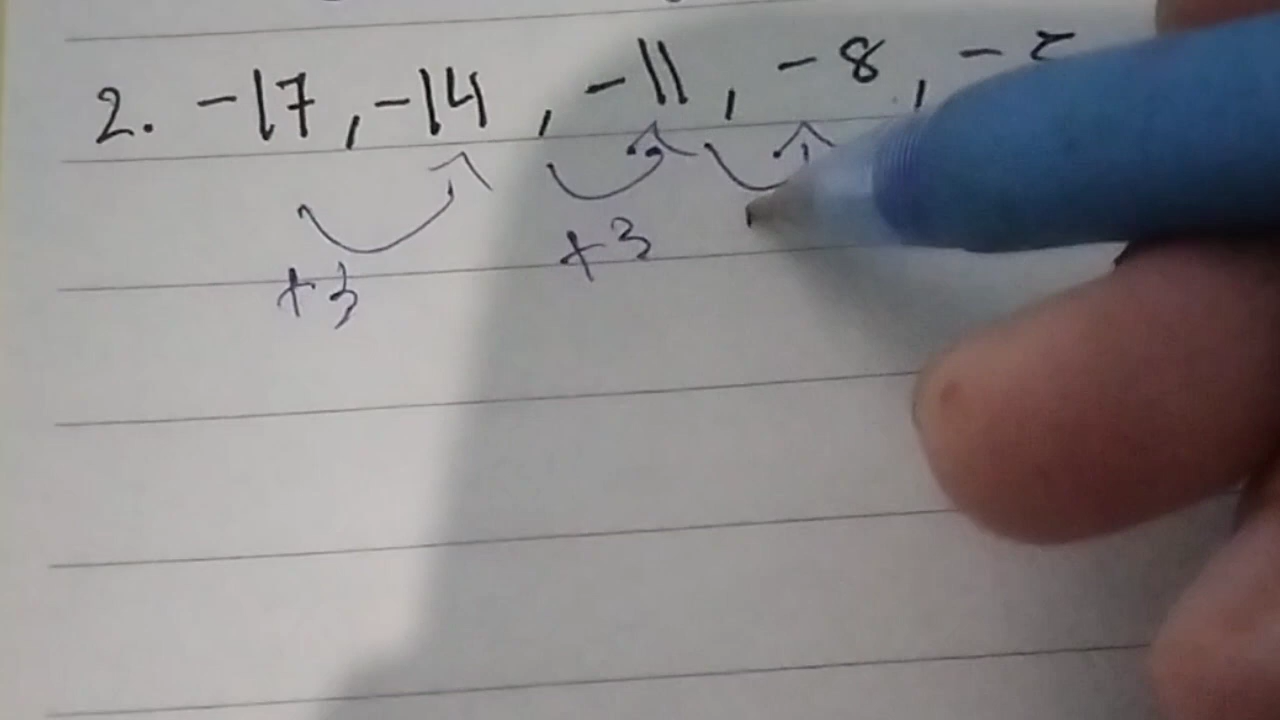 2. -17, -14, -11, -8, -
+3 +3